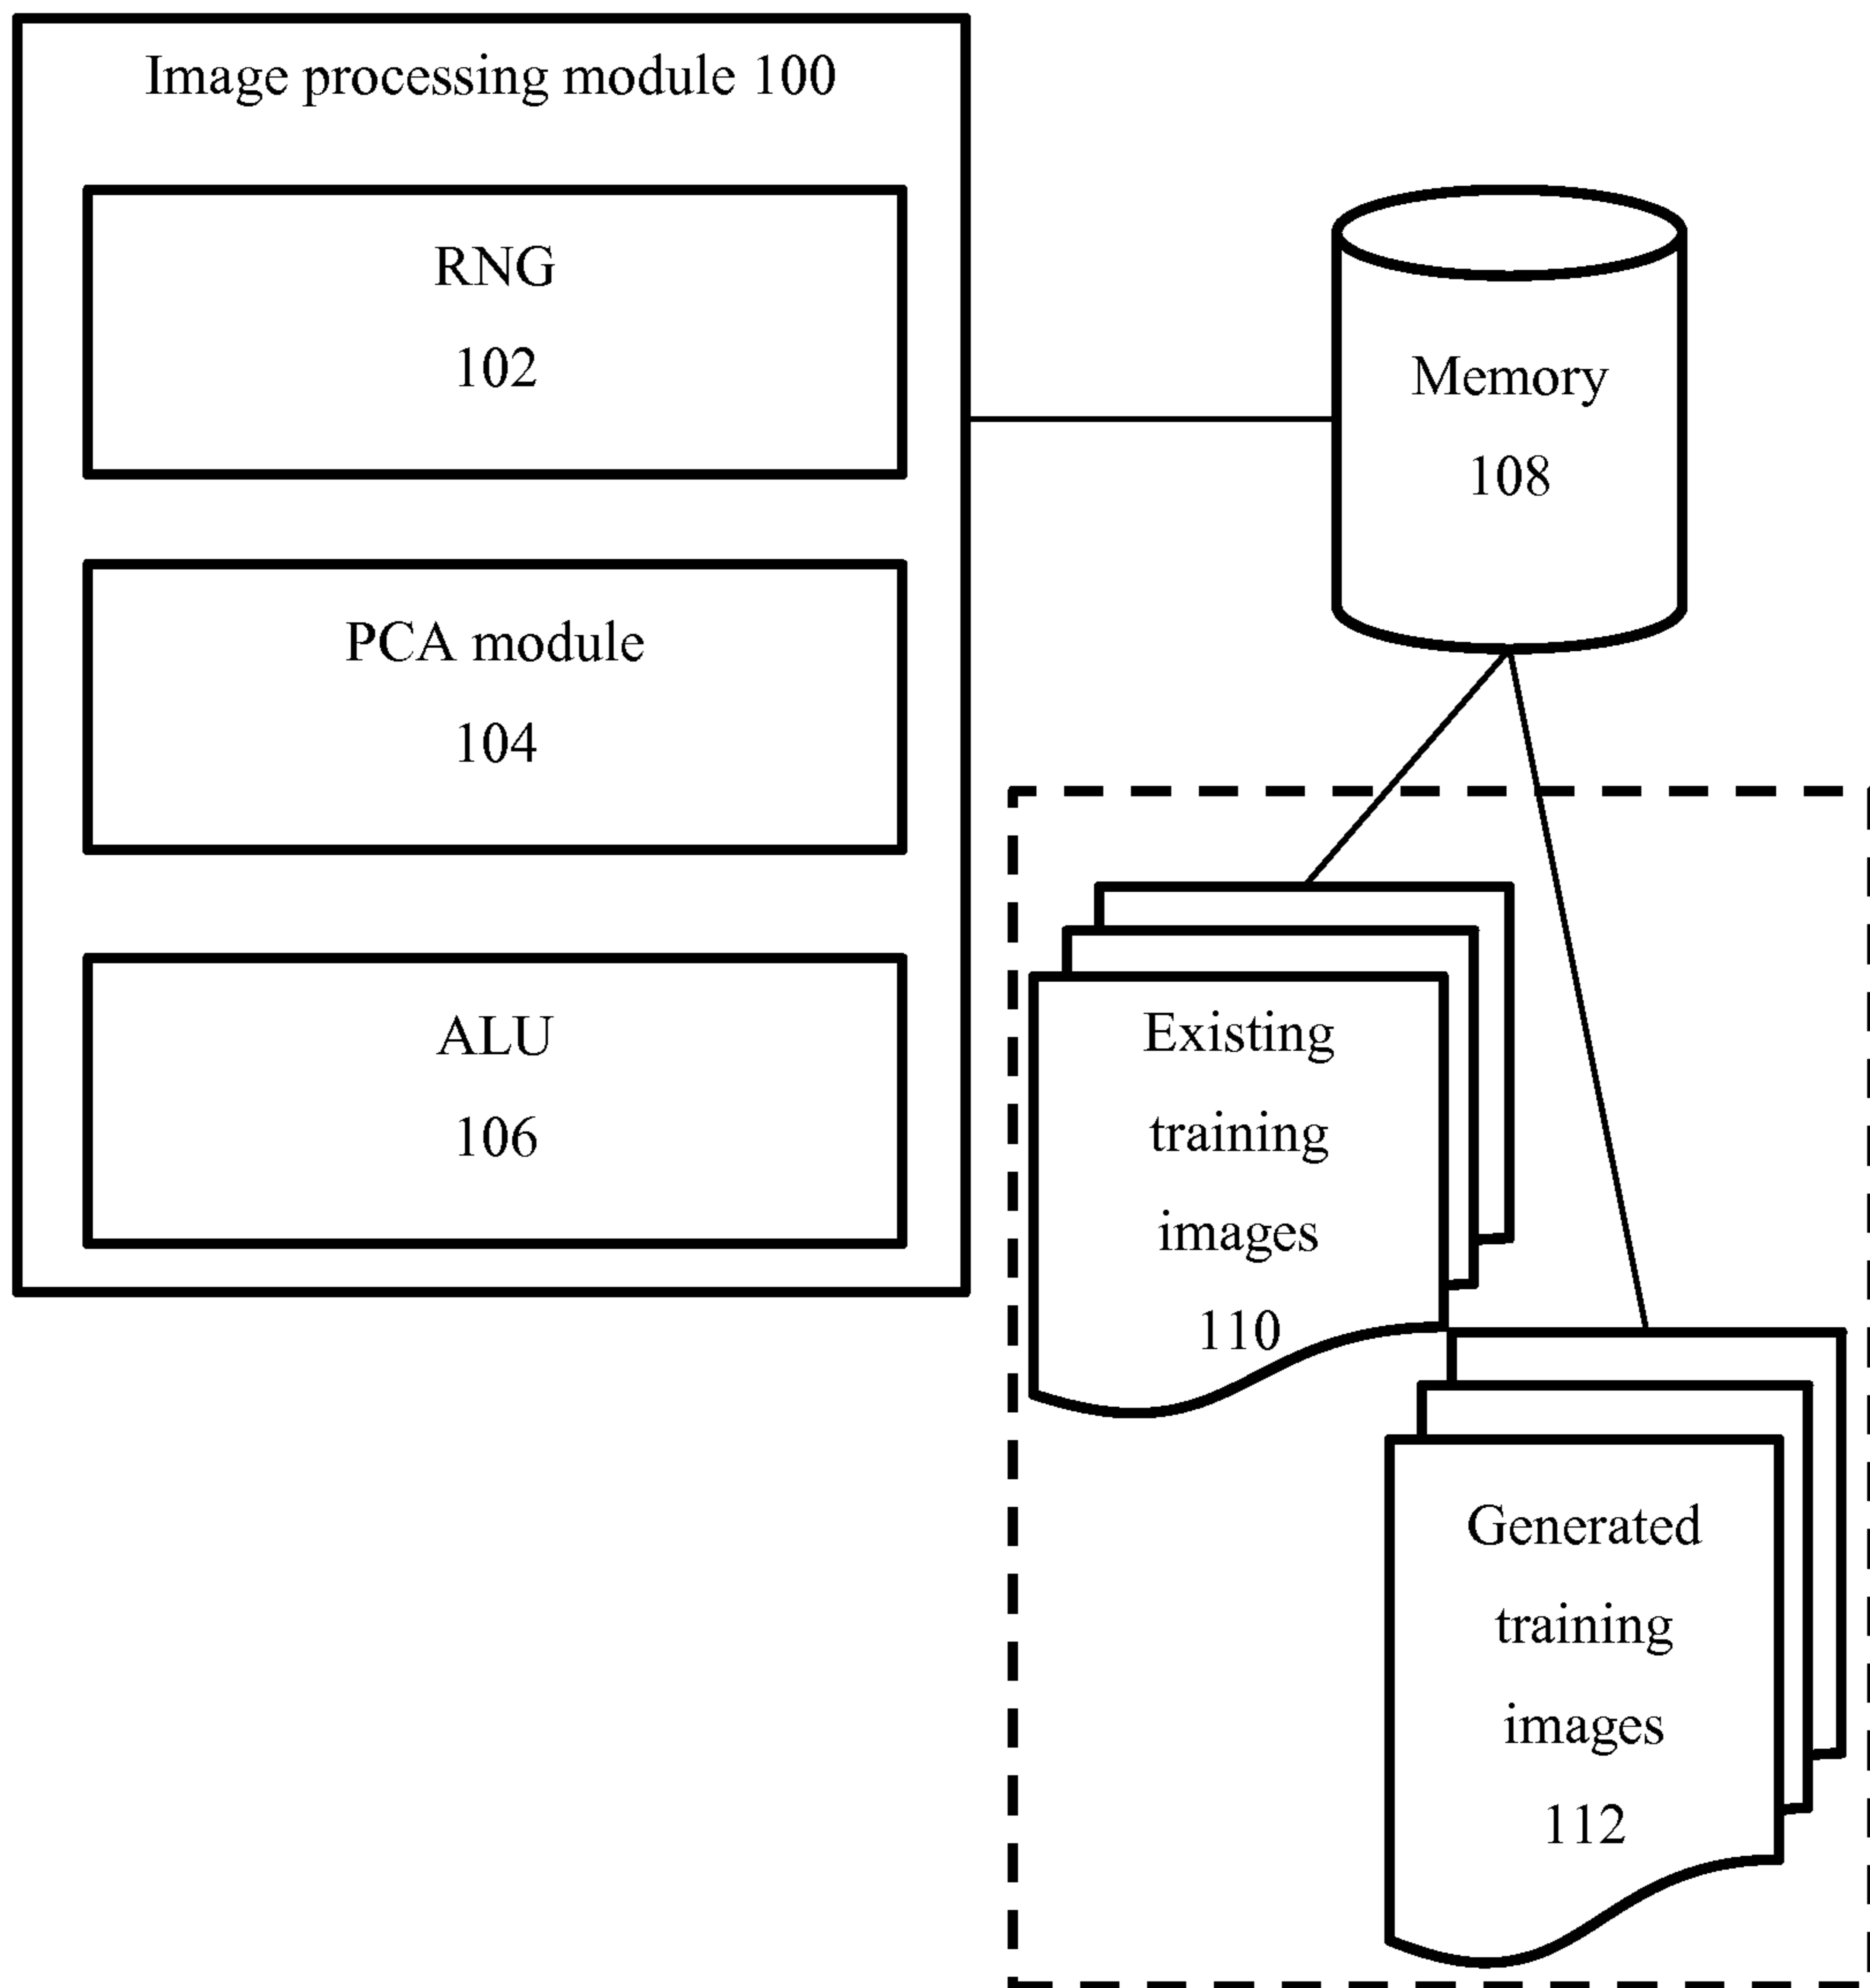 Image processing module 100
RNG
102
PCA module
104
ALU
106
Memory
108
Existing
training
images
110
Generated
training
images
112